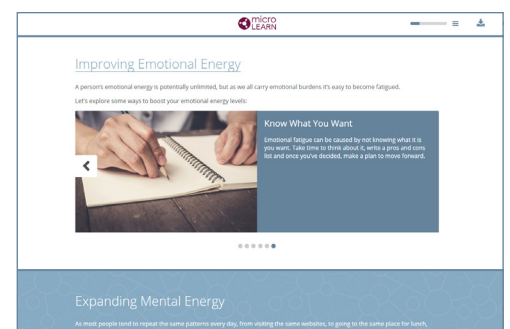 micro
LEARN
Improving Emotional Energy
A person's emotional energy is potentially unlimited, but as we all carry emotional burdens it's easy to become fatigued.
Let's explore some ways to boost your emotional energy levels:
Know What You Want
Emotional fatigue can be caused by not knowing what it is
you want. Take time to think about it, write a pros and cons
list and once you've decided, make a plan to move forward.
Expanding Mental Energy
As most people tend to repeat the same patterns every day, from visiting the same websites, to going to the same place for lunch,